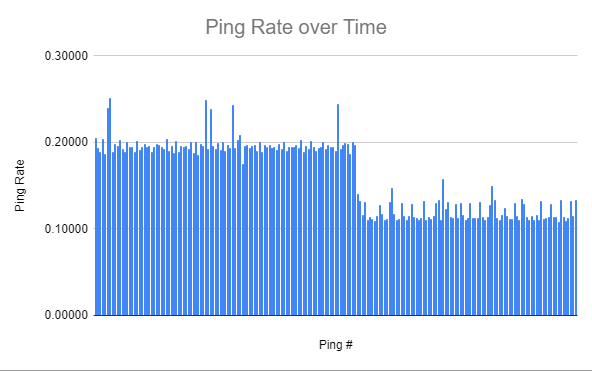 Ping Rate over Time
0.30000
0.20000
0.10000
0.00000
Ping Rate
Ping #